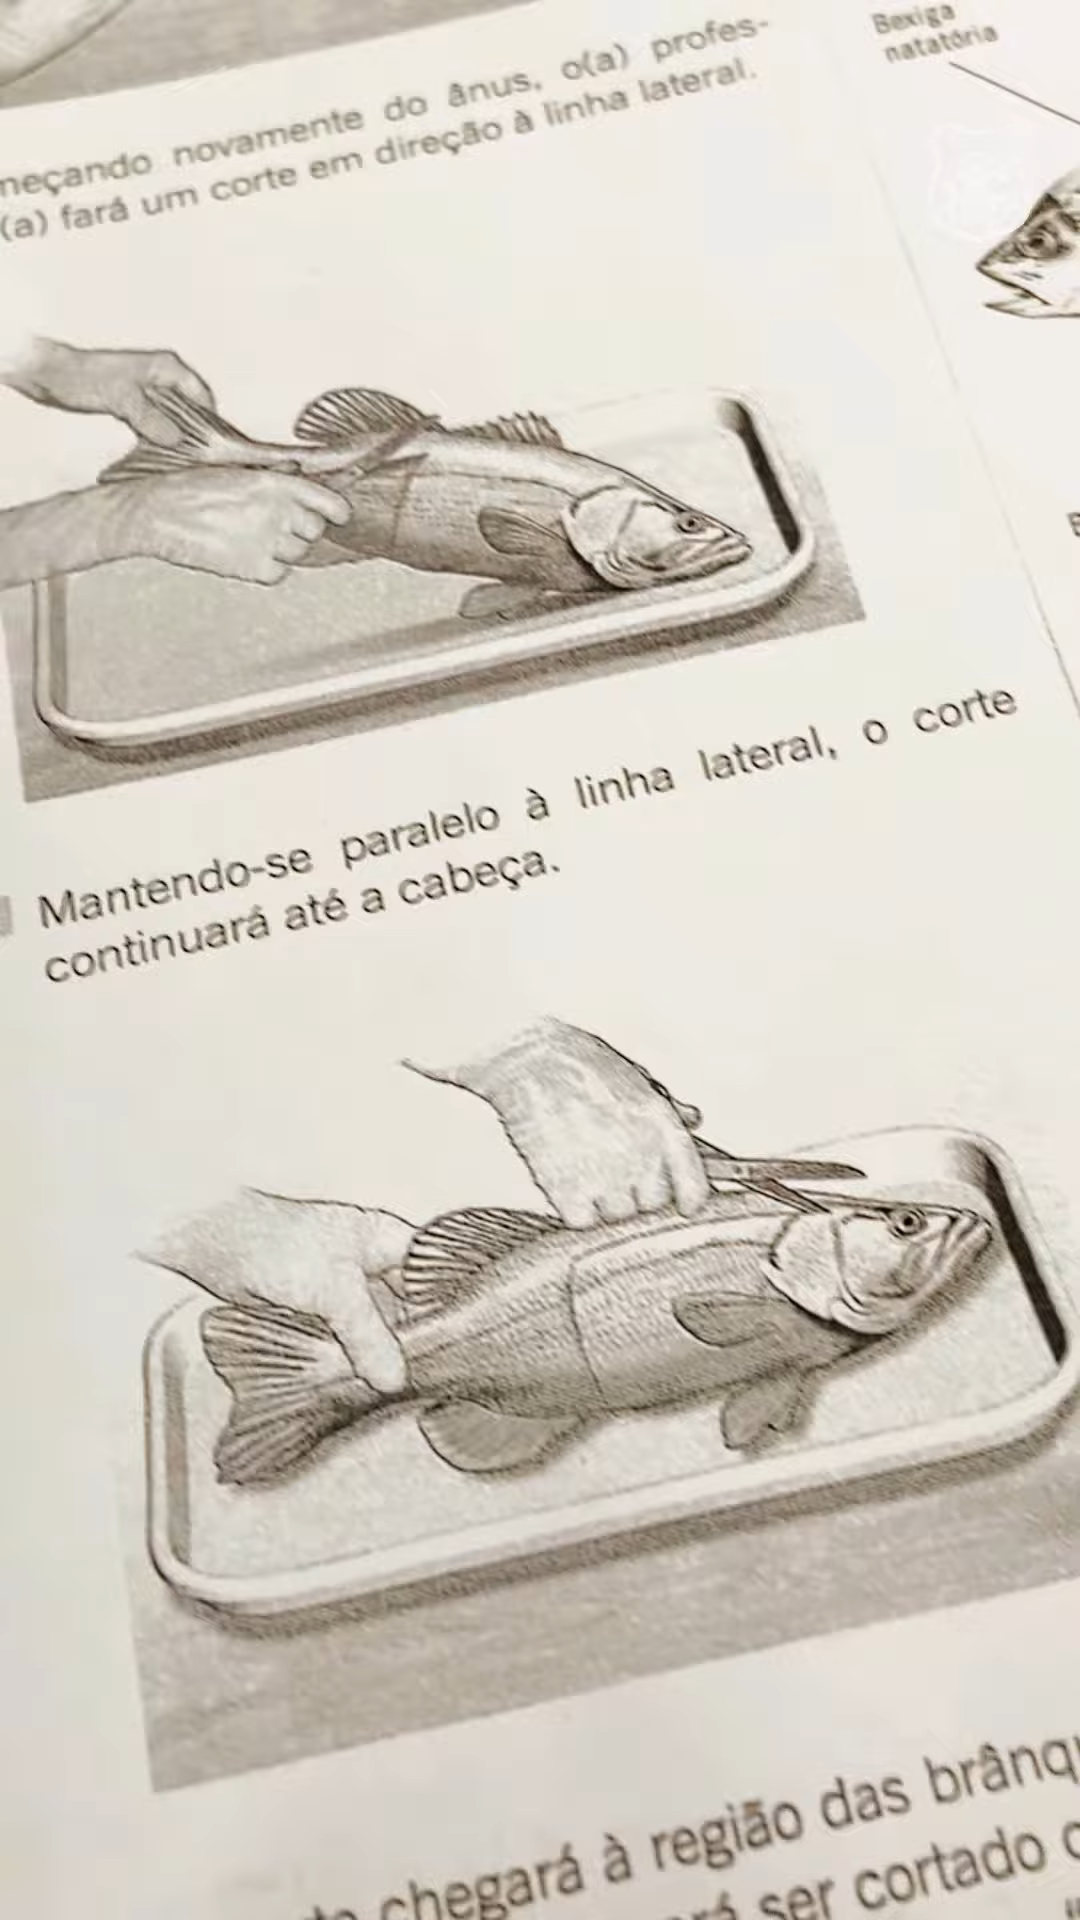 neçando novamente do ânus, o(a) profes-
(a) fará um corte em direção à linha lateral.
Bexiga
natatória
Mantendo-se paralelo à linha lateral, o corte
continuará até a cabeça.
chegará à região das brânq
ser cortado